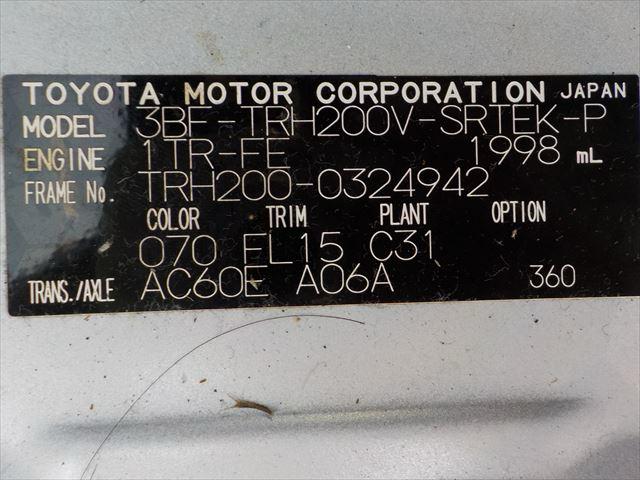 TOYOTA MOTOR CORPORATION JAPAN
MODEL 3BF-TRH200V-SRTEK-P
ENGINE 1TR-FE 1998 mL
FRAME No. TRH200-0324942
COLOR TRIM PLANT OPTION
070 FL15 C31
TRANS./AXLE AC60E A06A 360